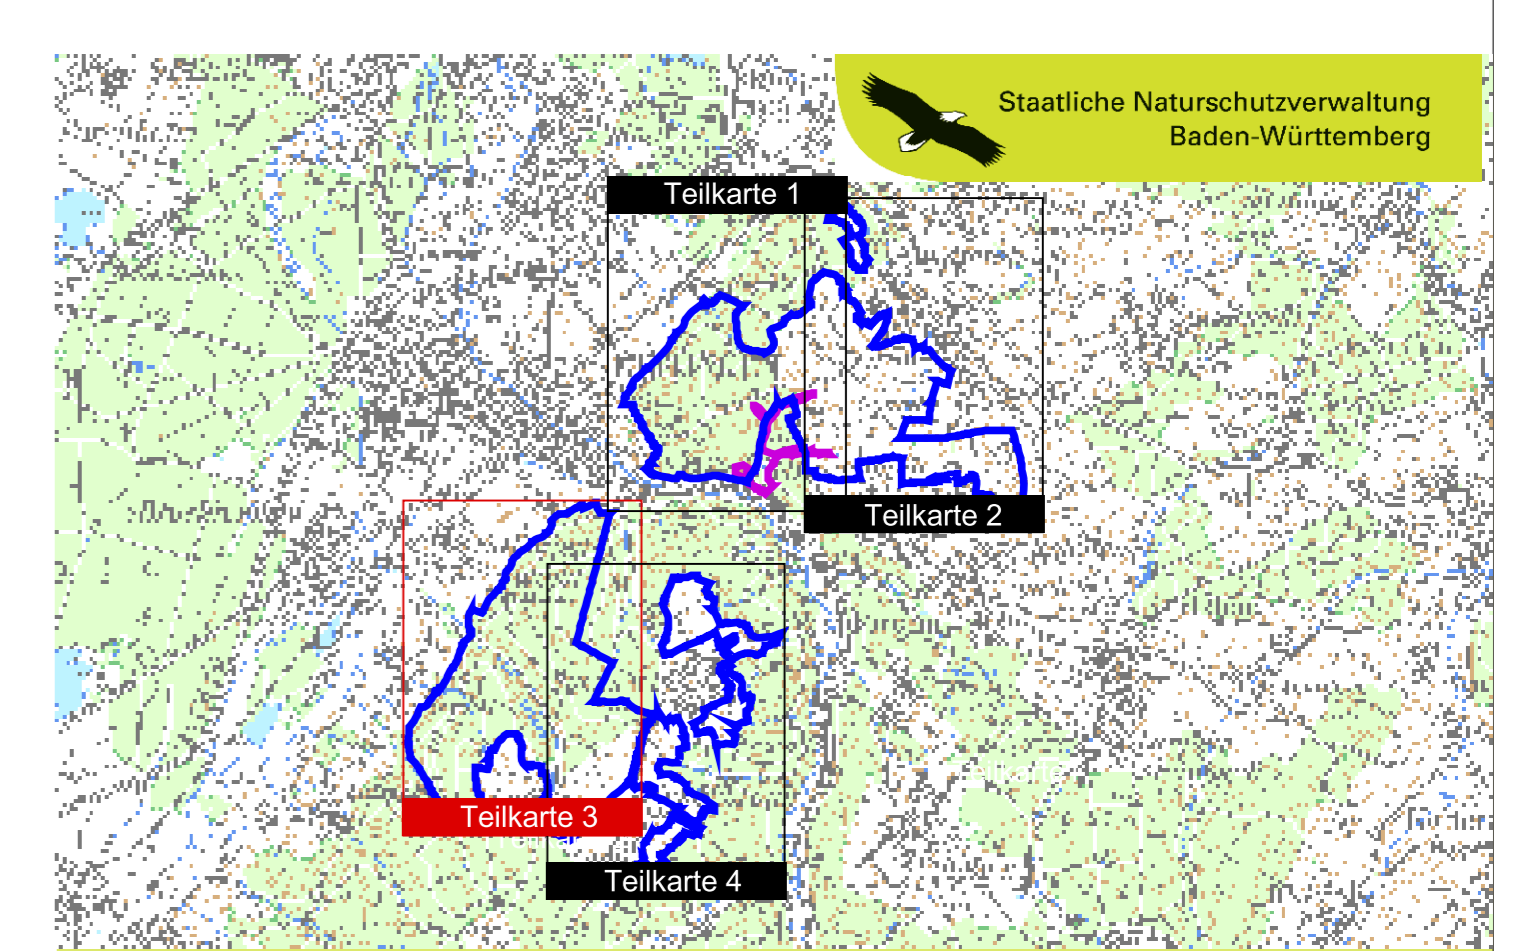 Staatliche Naturschutzverwaltung
Baden-Württemberg
Teilkarte 1
Teilkarte 2
Teilkarte 3
Teilkarte 4